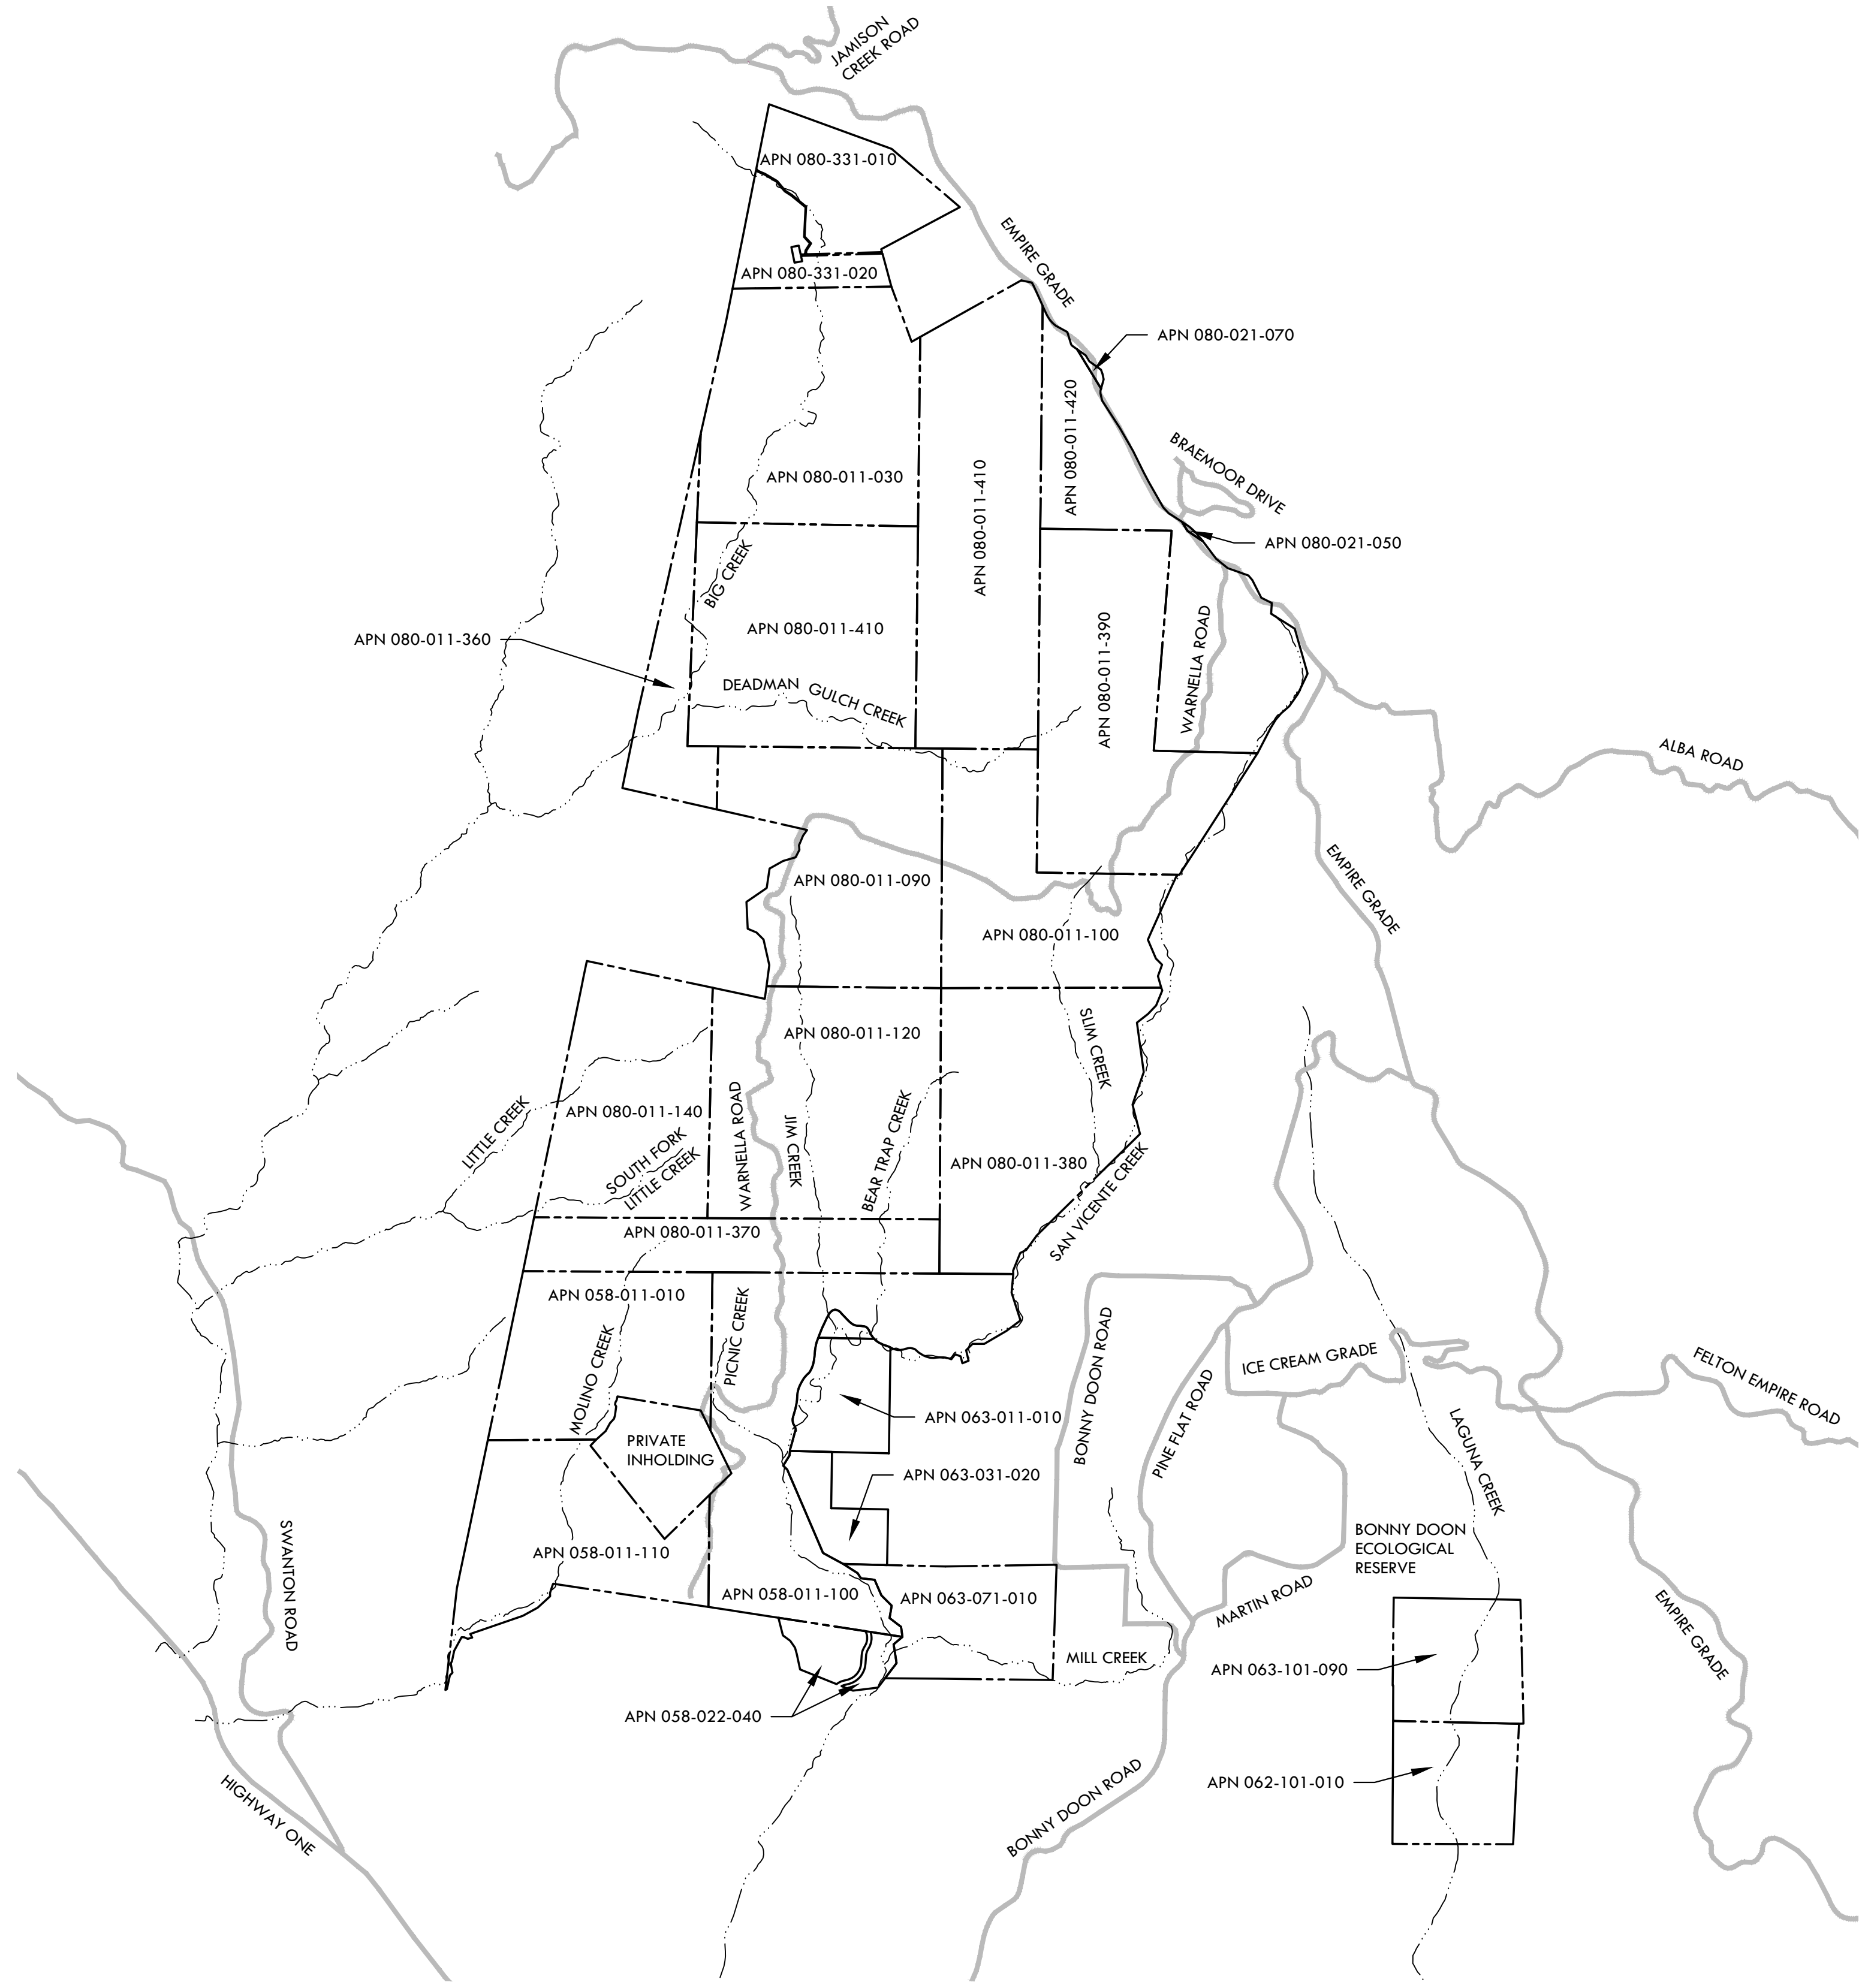 JAMISON
CREEK ROAD
APN 080-331-010
EMPIRE GRADE
APN 080-331-020
APN 080-021-070
APN 080-011-420
BRAEMOOR DRIVE
APN 080-011-030
APN 080-011-410
APN 080-021-050
BIG CREEK
APN 080-011-410
APN 080-011-360
APN 080-011-390
WARNELLA ROAD
DEADMAN GULCH CREEK
ALBA ROAD
APN 080-011-090
EMPIRE GRADE
APN 080-011-100
APN 080-011-120
SLIM CREEK
APN 080-011-140
LITTLE CREEK
SOUTH FORK
LITTLE CREEK
WARNELLA ROAD
JIM CREEK
BEAR TRAP CREEK
APN 080-011-380
SAN VICENTE CREEK
APN 080-011-370
APN 058-011-010
MOLINO CREEK
PICNIC CREEK
BONNY DOON ROAD
ICE CREAM GRADE
PINE FLAT ROAD
FELTON EMPIRE ROAD
APN 063-011-010
LAGUNA CREEK
PRIVATE
INHOLDING
APN 063-031-020
SWANTON ROAD
BONNY DOON
ECOLOGICAL
RESERVE
APN 058-011-110
APN 058-011-100
APN 063-071-010
MARTIN ROAD
EMPIRE GRADE
MILL CREEK
APN 063-101-090
APN 058-022-040
APN 062-101-010
HIGHWAY ONE
BONNY DOON ROAD